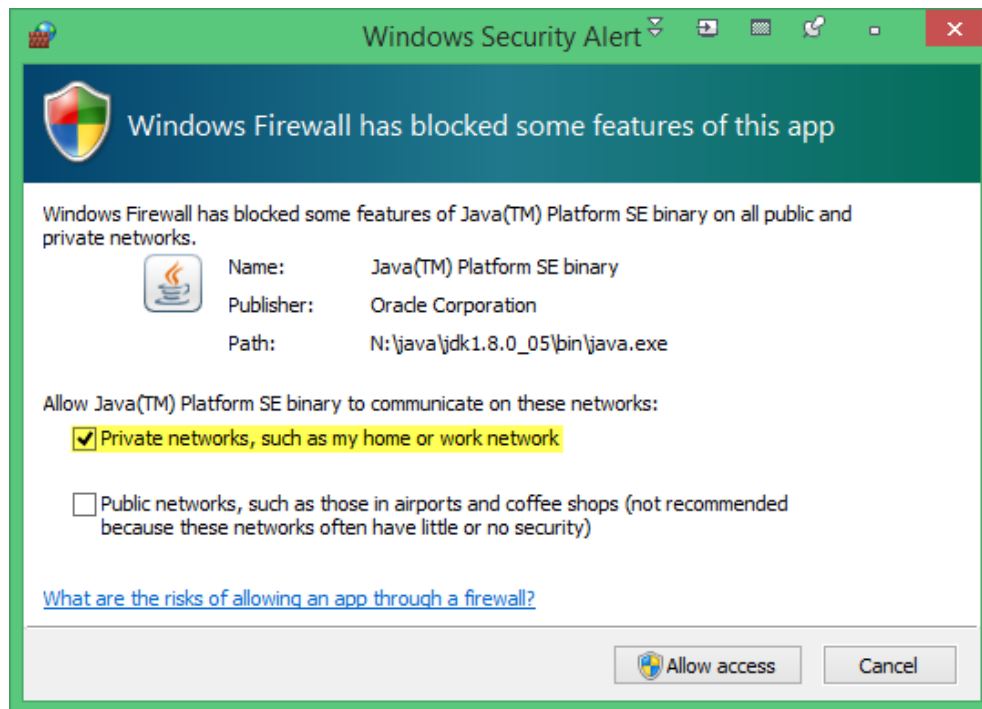 Windows Security Alert
Windows Firewall has blocked some features of this app
Windows Firewall has blocked some features of Java(TM) Platform SE binary on all public and
private networks.
Name: Java(TM) Platform SE binary
Publisher: Oracle Corporation
Path: N:\java\jdk1.8.0_05\bin\java.exe
Allow Java(TM) Platform SE binary to communicate on these networks:
Private networks, such as my home or work network
Public networks, such as those in airports and coffee shops (not recommended
because these networks often have little or no security)
What are the risks of allowing an app through a firewall?
Allow access Cancel